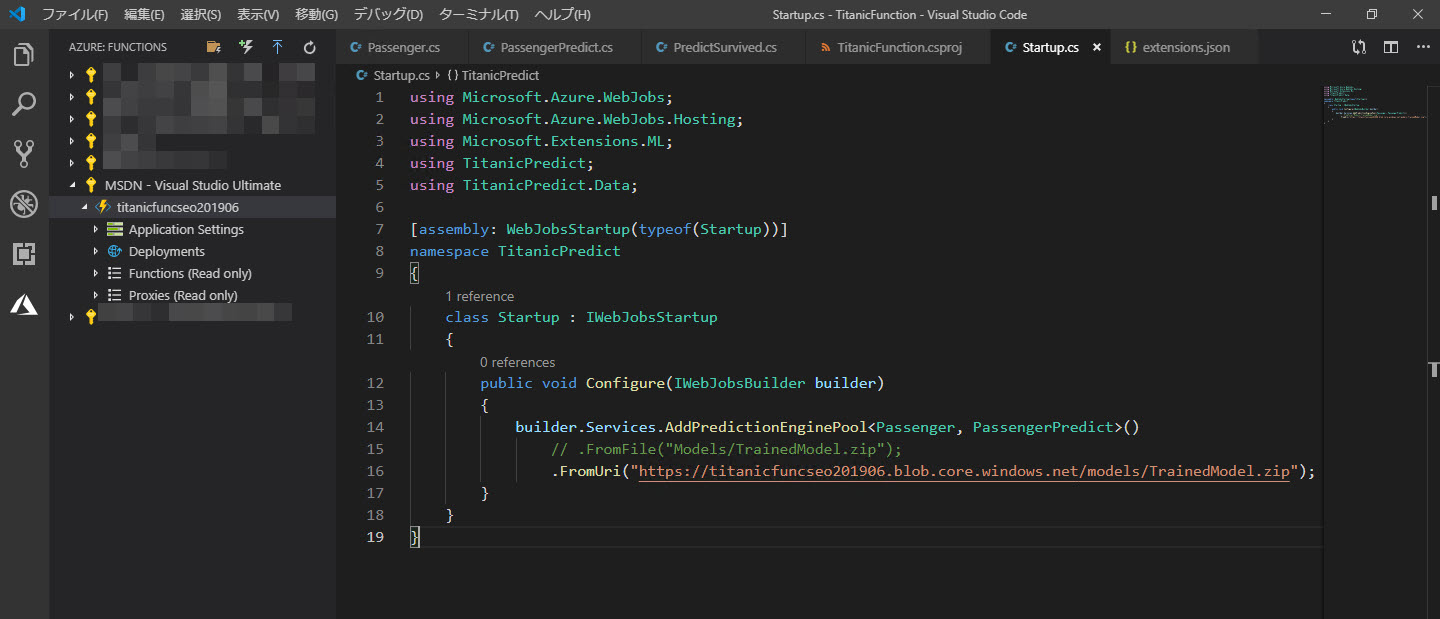 ファイル(F) 編集(E) 選択(S) 表示(V) 移動(G) デバッグ(D) ターミナル(T) ヘルプ(H) Startup.cs - TitanicFunction - Visual Studio Code
AZURE: FUNCTIONS
MSDN - Visual Studio Ultimate
titanicfuncseo201906
Application Settings
Deployments
Functions (Read only)
Proxies (Read only)
C# Passenger.cs C# PassengerPredict.cs C# PredictSurvived.cs TitanicFunction.csproj C# Startup.cs × {} extensions.json
C# Startup.cs {} TitanicPredict
1 using Microsoft.Azure.WebJobs;
2 using Microsoft.Azure.WebJobs.Hosting;
3 using Microsoft.Extensions.ML;
4 using TitanicPredict;
5 using TitanicPredict.Data;
6
7 [assembly: WebJobsStartup(typeof(Startup))]
8 namespace TitanicPredict
9 {
1 reference
10 class Startup : IWebJobsStartup
11 {
0 references
12 public void Configure(IWebJobsBuilder builder)
13 {
14 builder.Services.AddPredictionEnginePool<Passenger, PassengerPredict>()
15 // .FromFile("Models/TrainedModel.zip");
16 .FromUri("https://titanicfuncseo201906.blob.core.windows.net/models/TrainedModel.zip");
17 }
18 }
19 }